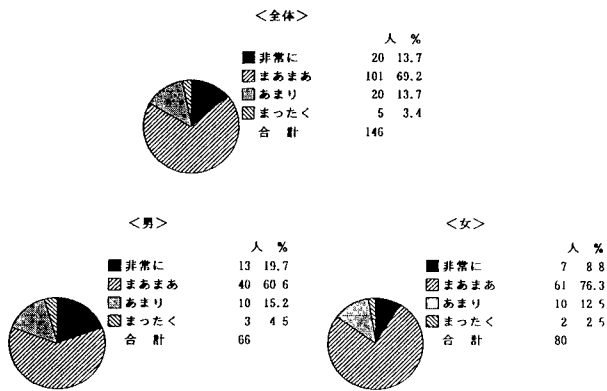 ＜全体＞
人 %
非常に 20 13.7
まあまあ 101 69.2
あまり 20 13.7
まったく 5 3.4
合計 146
＜男＞
人 %
非常に 13 19.7
まあまあ 40 60.6
あまり 10 15.2
まったく 3 4 5
合計 66
＜女＞
人 %
非常に 7 8 8
まあまあ 61 76.3
あまり 10 12 5
まったく 2 2 5
合計 80